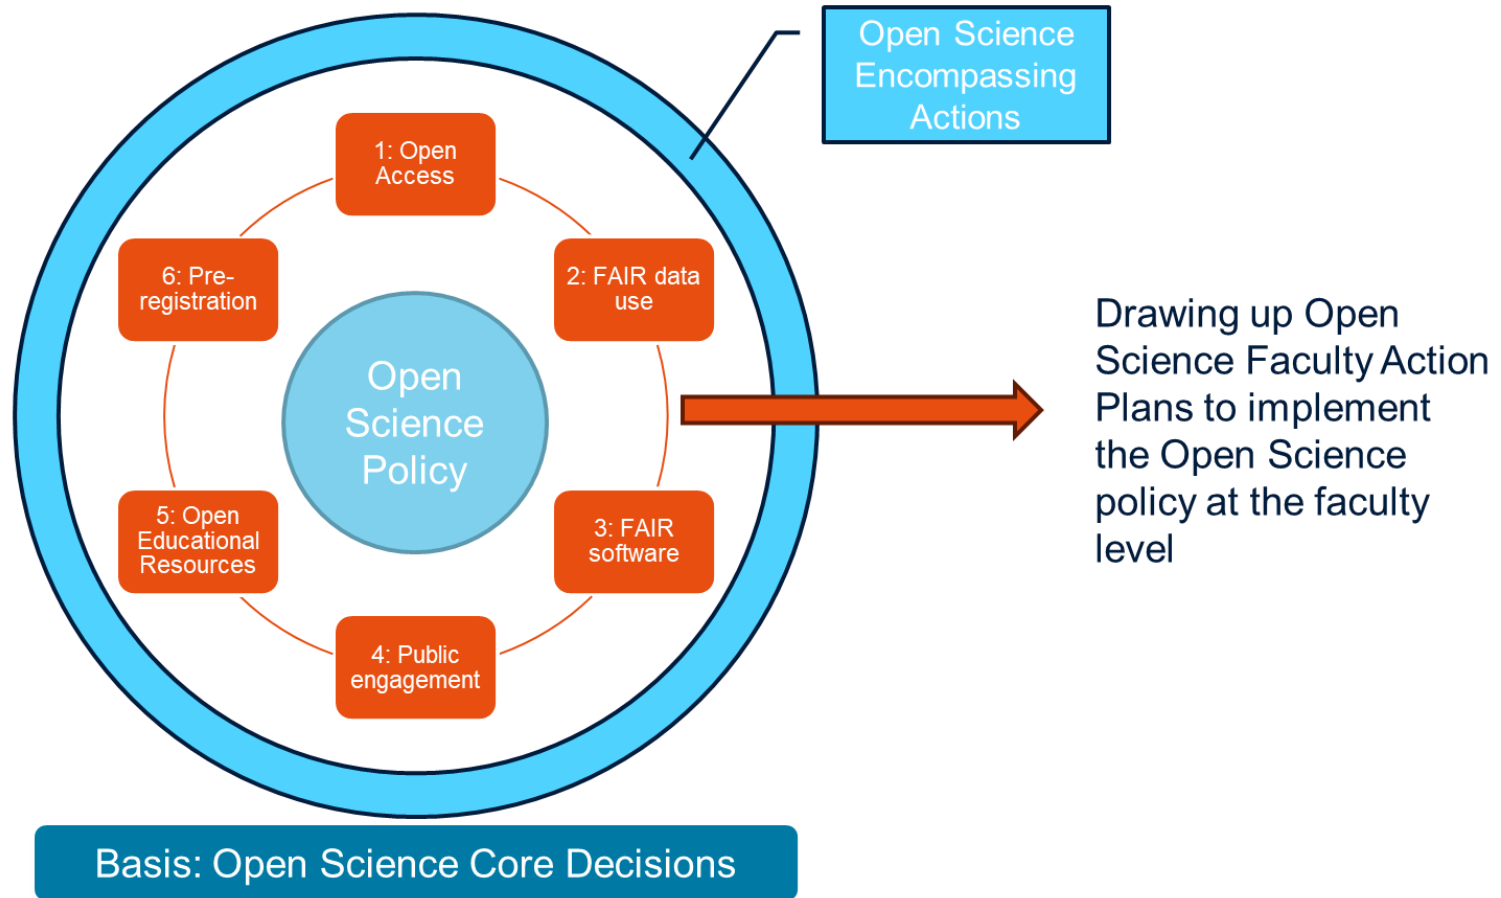 Open Science
Encompassing
Actions
1: Open
Access
6: Pre-
registration
2: FAIR data
use
Open
Science
Policy
5: Open
Educational
Resources
3: FAIR
software
4: Public
engagement
Drawing up Open
Science Faculty Action
Plans to implement
the Open Science
policy at the faculty
level
Basis: Open Science Core Decisions